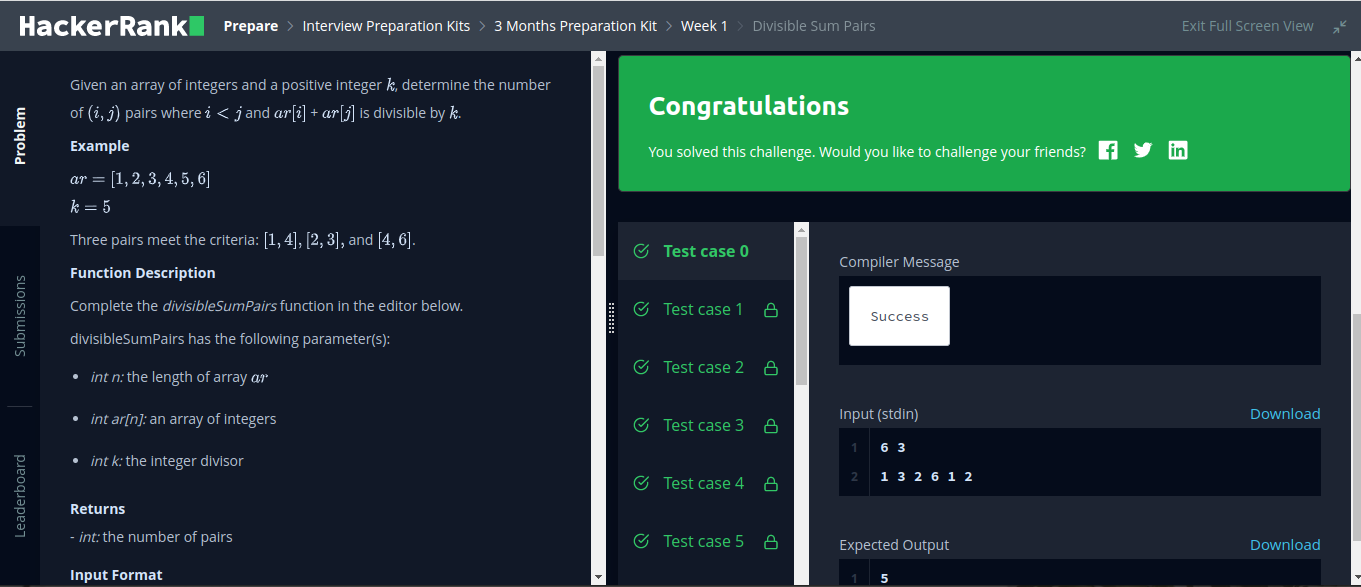 HackerRank
Prepare > Interview Preparation Kits > 3 Months Preparation Kit > Week 1 > Divisible Sum Pairs
Exit Full Screen View
Problem
Submissions
Leaderboard
Given an array of integers and a positive integer k, determine the number
of (i, j) pairs where i < j and ar[i] + ar[j] is divisible by k.
Example
ar = [1, 2, 3, 4, 5, 6]
k = 5
Three pairs meet the criteria: [1, 4], [2, 3], and [4, 6].
Function Description
Complete the divisibleSumPairs function in the editor below.
divisibleSumPairs has the following parameter(s):
• int n: the length of array ar
• int ar[n]: an array of integers
• int k: the integer divisor
Returns
- int: the number of pairs
Input Format
Congratulations
You solved this challenge. Would you like to challenge your friends?
Test case 0
Test case 1
Test case 2
Test case 3
Test case 4
Test case 5
Compiler Message
Success
Input (stdin)
Download
1 6 3
2 1 3 2 6 1 2
Expected Output
Download
1 5